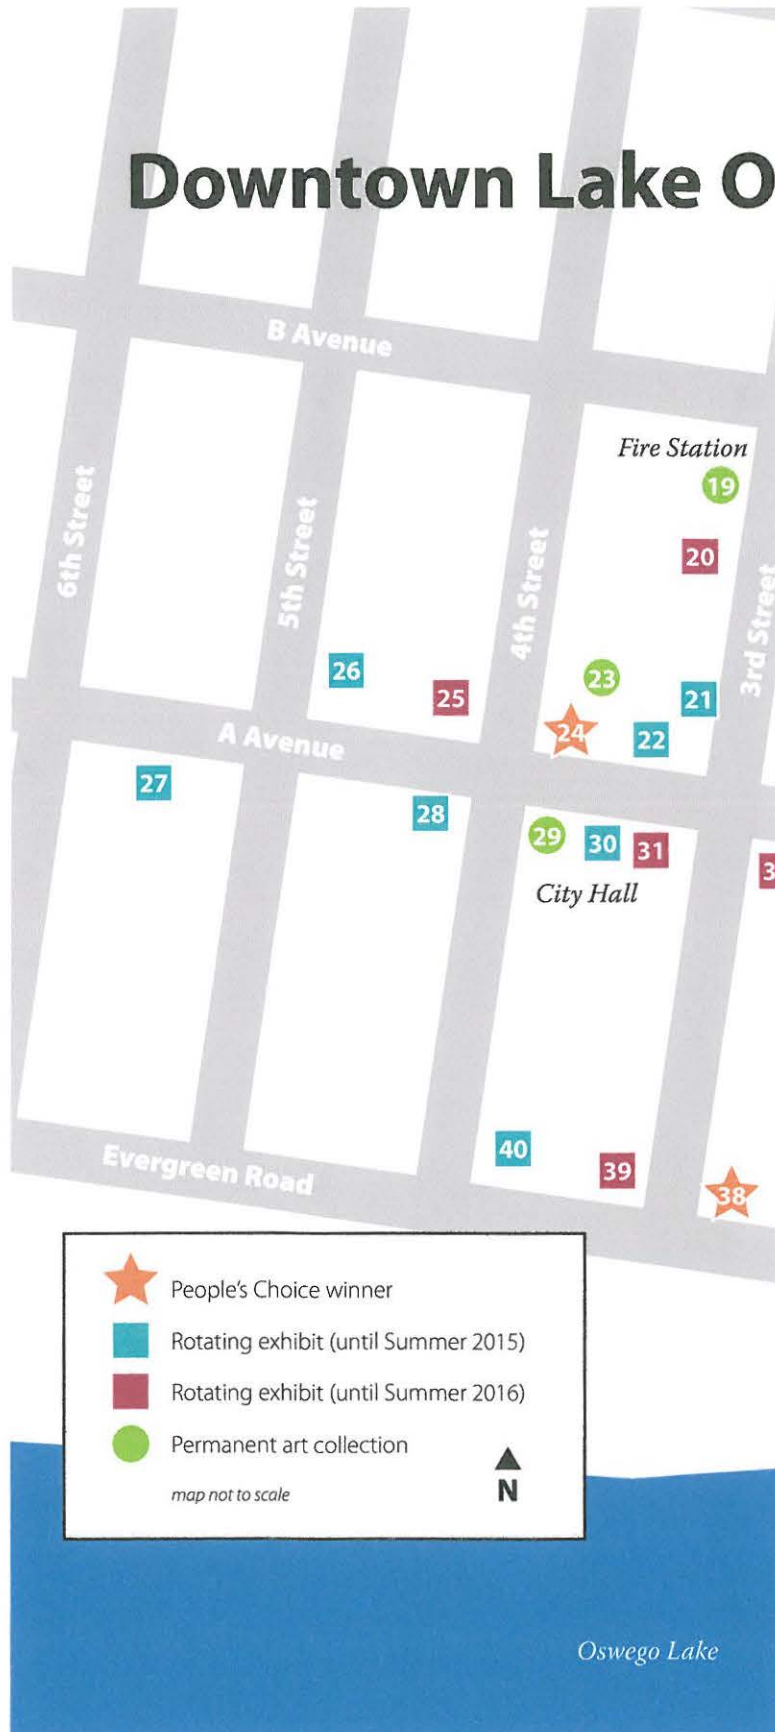 Downtown Lake O
B Avenue
6th Street
5th Street
4th Street
3rd Street
Fire Station
19
20
23
21
24
22
26
25
A Avenue
27
28
29
30
31
3
City Hall
40
39
38
Evergreen Road
People's Choice winner
Rotating exhibit (until Summer 2015)
Rotating exhibit (until Summer 2016)
Permanent art collection
map not to scale
N
Oswego Lake